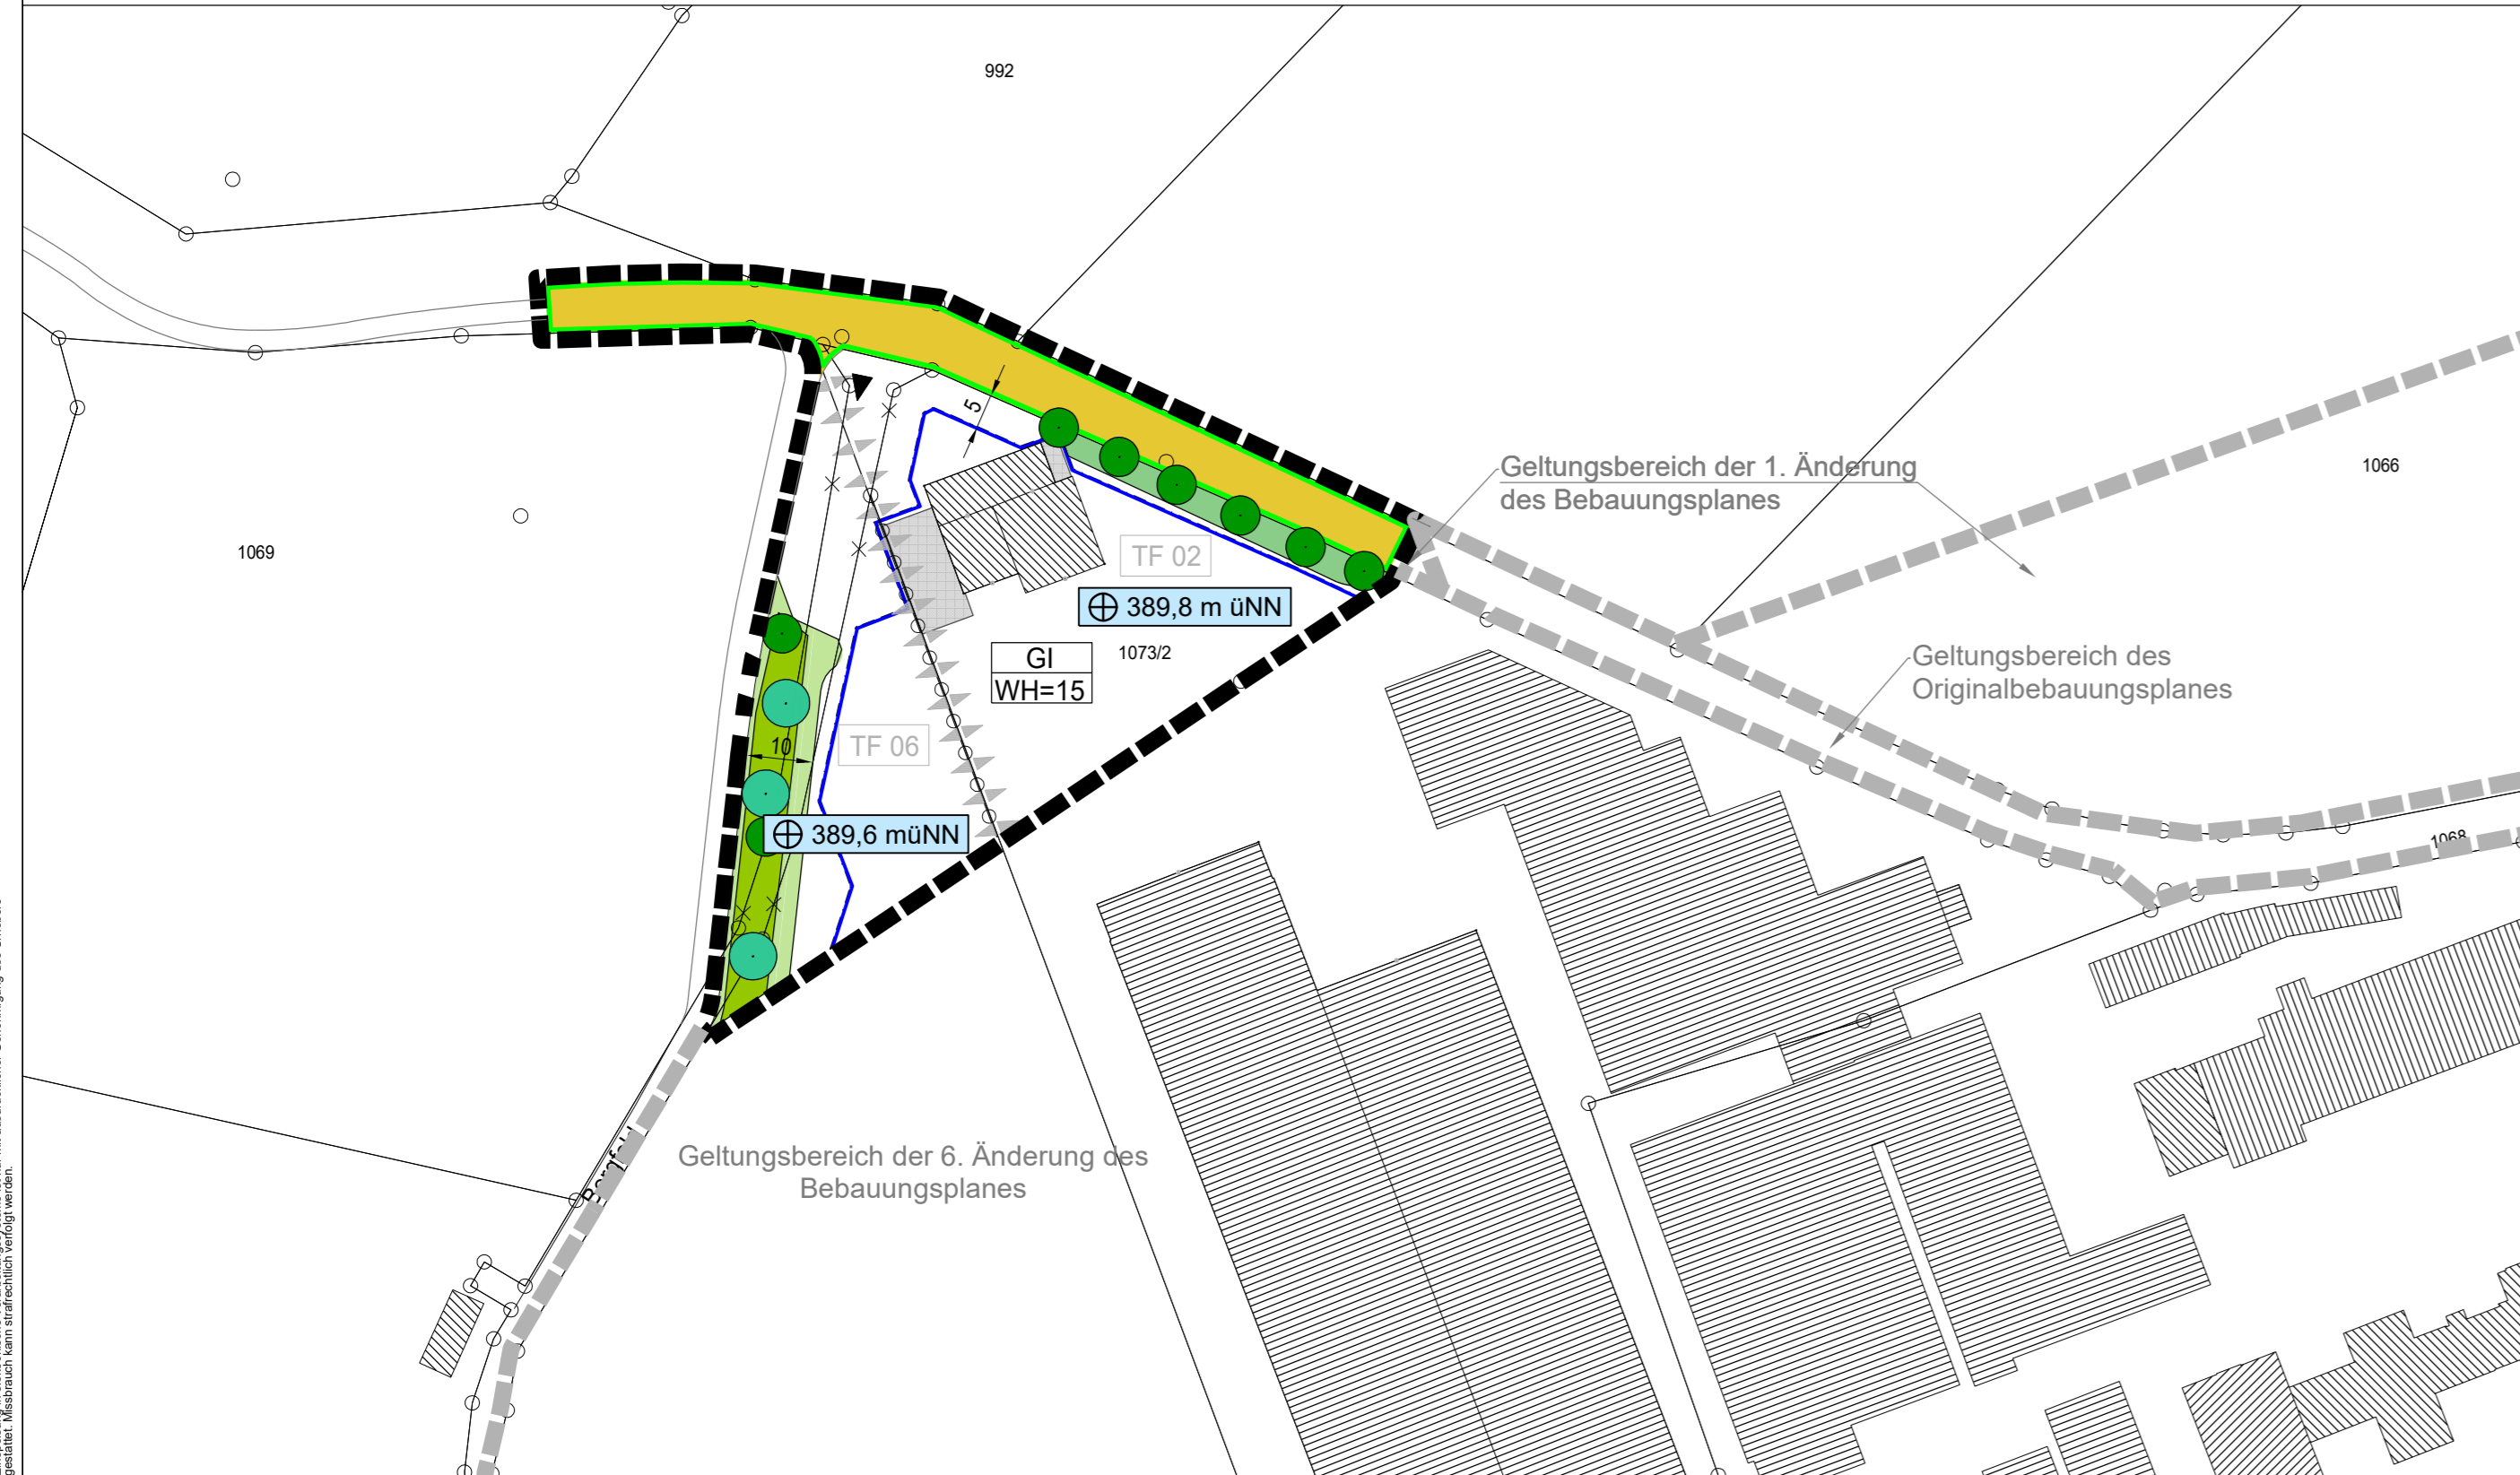 992
5
Geltungsbereich der 1. Änderung
des Bebauungsplanes
1066
1069
TF 02
389,8 m üNN
GI
WH=15
1073/2
Geltungsbereich des
Originalbebauungsplanes
10
TF 06
389,6 müNN
1068
Geltungsbereich der 6. Änderung des
Bebauungsplanes
gestattet. Missbrauch kann strafrechtlich verfolgt werden.